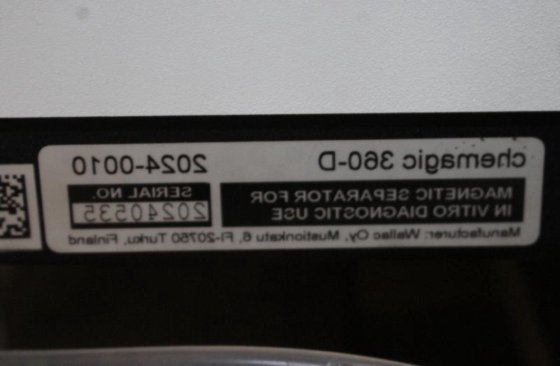 chemagic 360-D
2024-0010
MAGNETIC SEPARATOR FOR
IN VITRO DIAGNOSTIC USE
SERIAL NO.
20240535
Manufacturer: Wallac Oy, Mustionkatu 6, FI-20750 Turku, Finland